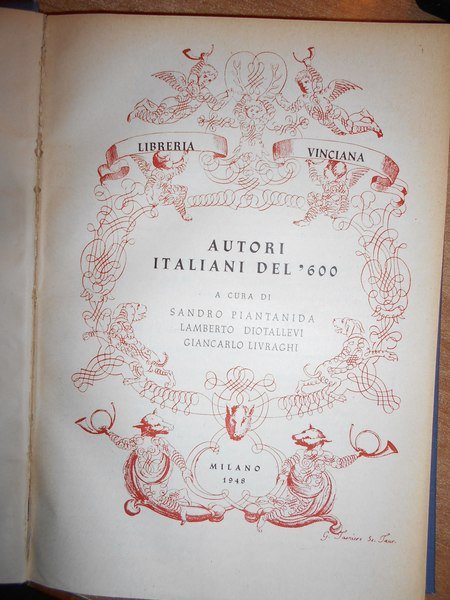 LIBRERIA VINCIANA
AUTORI
ITALIANI DEL '600
A CURA DI
SANDRO PIANTANIDA
LAMBERTO DIOTALLEVI
GIANCARLO LIVRAGHI
MILANO
1948
G.